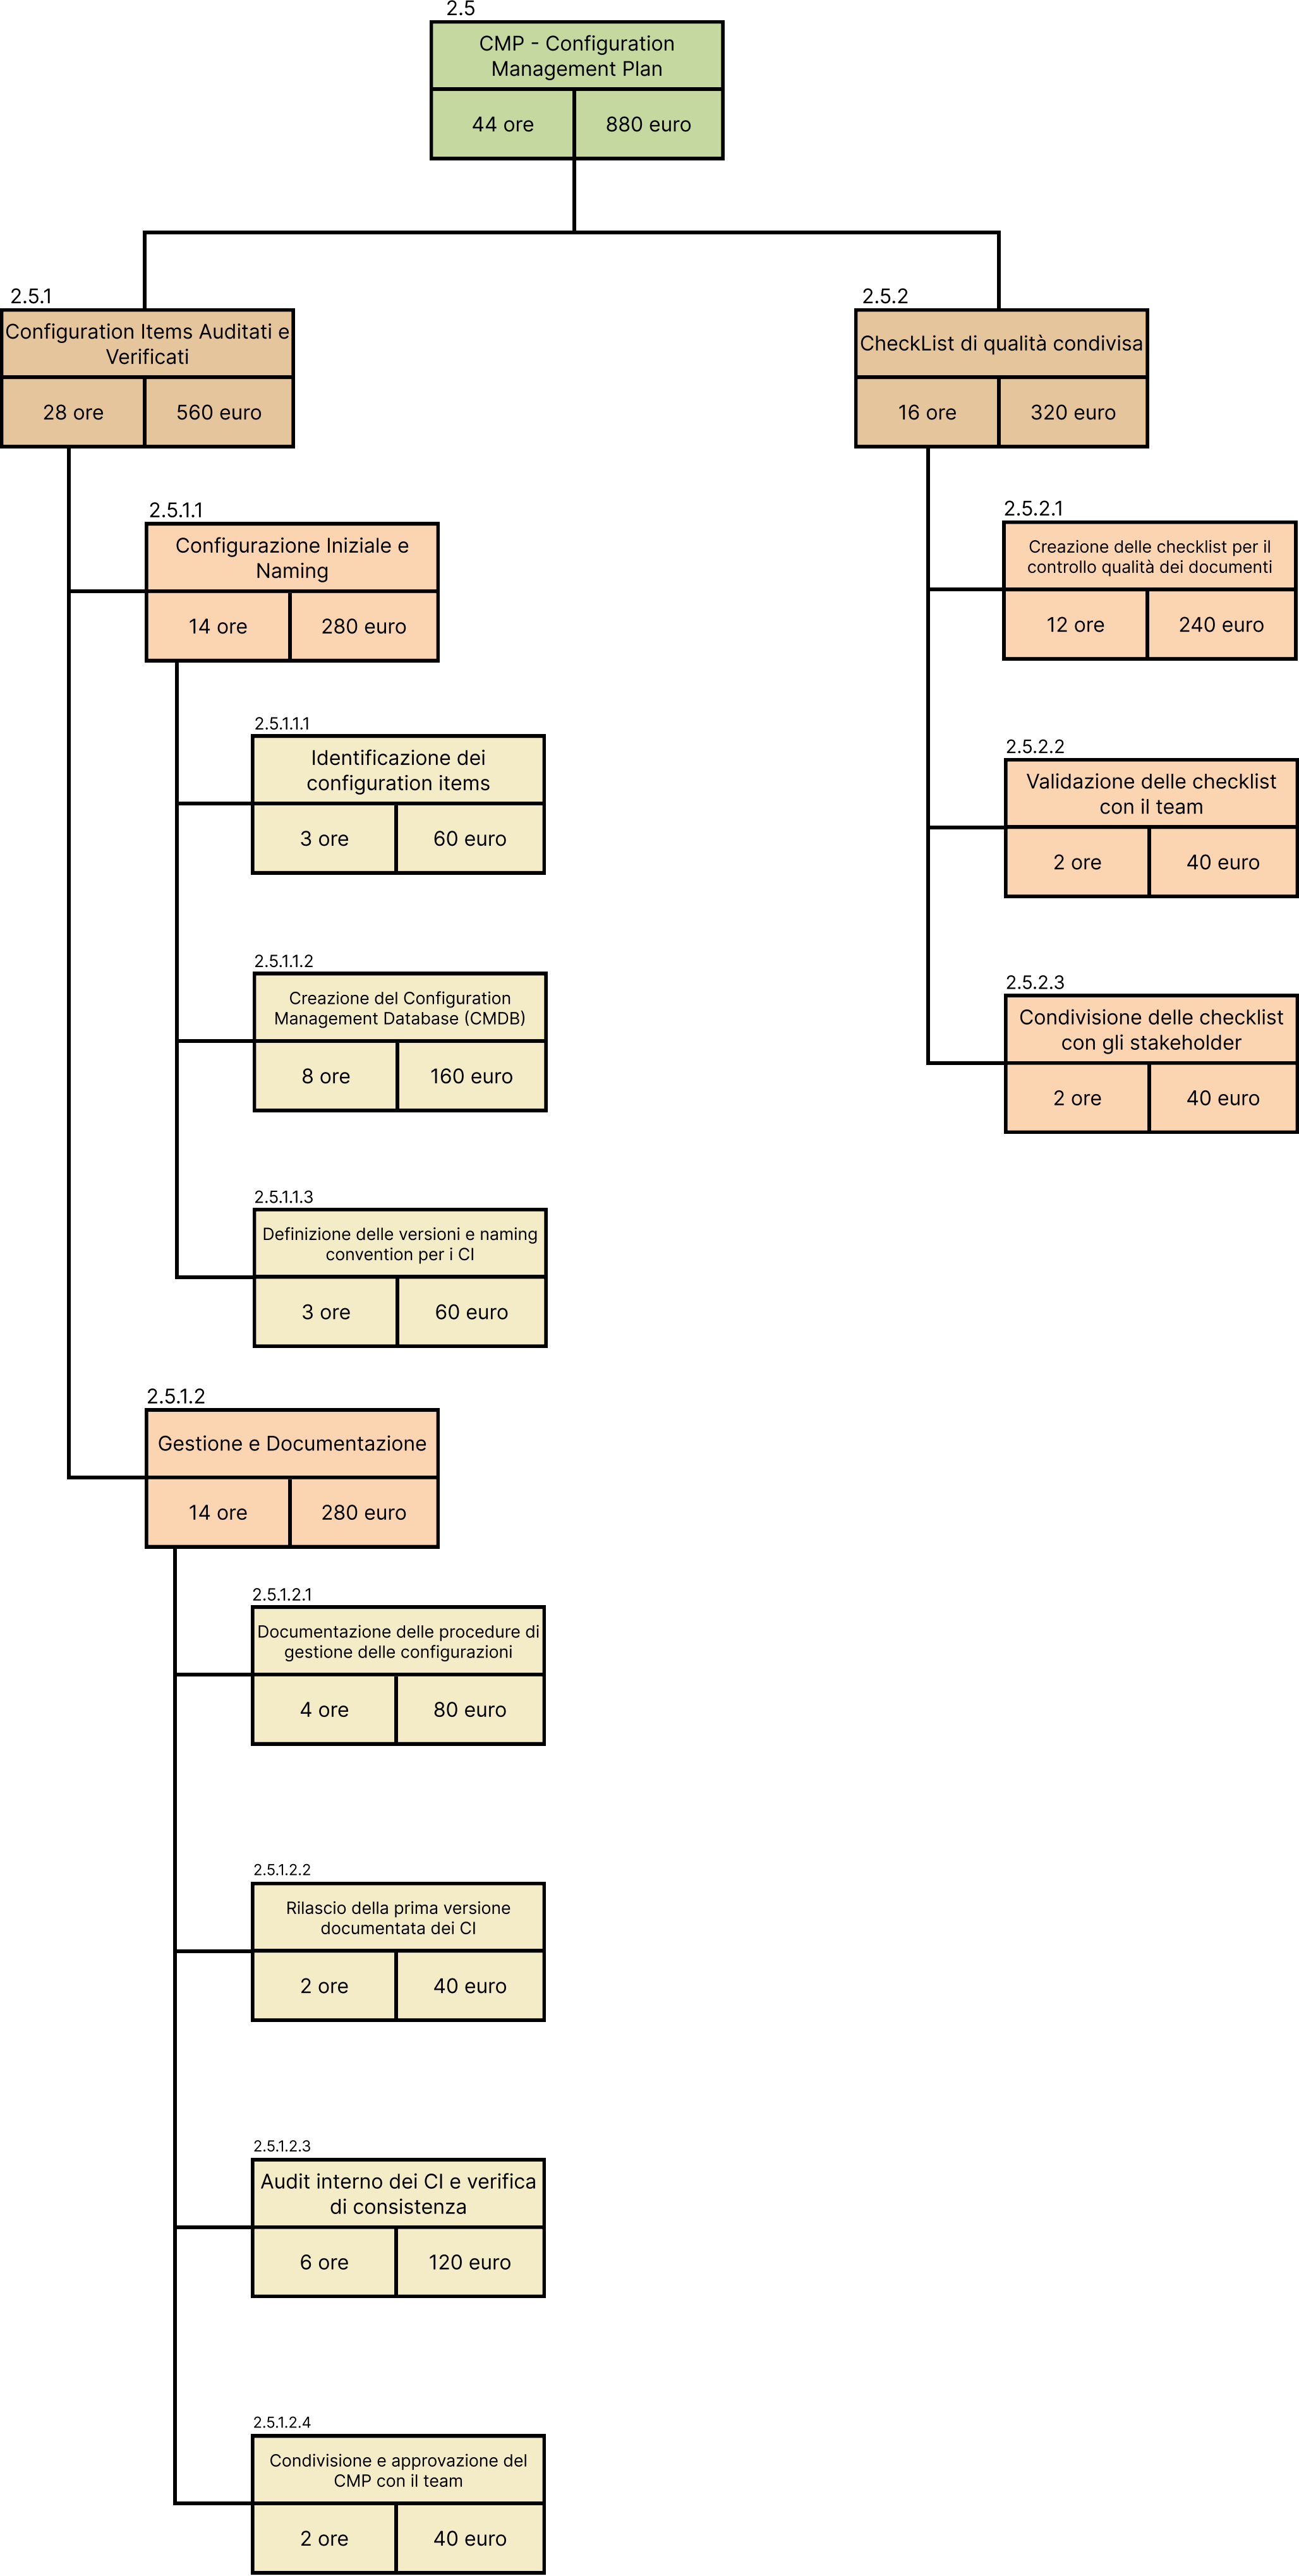 2.5
CMP - Configuration
Management Plan
44 ore
880 euro
2.5.1
Configuration Items Auditati e
Verificati
28 ore
560 euro
2.5.2
CheckList di qualità condivisa
16 ore
320 euro
2.5.1.1
Configurazione Iniziale e
Naming
14 ore
280 euro
2.5.1.1.1
Identificazione dei
configuration items
3 ore
60 euro
2.5.1.1.2
Creazione del Configuration
Management Database (CMDB)
8 ore
160 euro
2.5.1.1.3
Definizione delle versioni e naming
convention per i CI
3 ore
60 euro
2.5.1.2
Gestione e Documentazione
14 ore
280 euro
2.5.1.2.1
Documentazione delle procedure di
gestione delle configurazioni
4 ore
80 euro
2.5.1.2.2
Rilascio della prima versione
documentata dei CI
2 ore
40 euro
2.5.1.2.3
Audit interno dei CI e verifica
di consistenza
6 ore
120 euro
2.5.1.2.4
Condivisione e approvazione del
CMP con il team
2 ore
40 euro
2.5.2.1
Creazione delle checklist per il
controllo qualità dei documenti
12 ore
240 euro
2.5.2.2
Validazione delle checklist
con il team
2 ore
40 euro
2.5.2.3
Condivisione delle checklist
con gli stakeholder
2 ore
40 euro